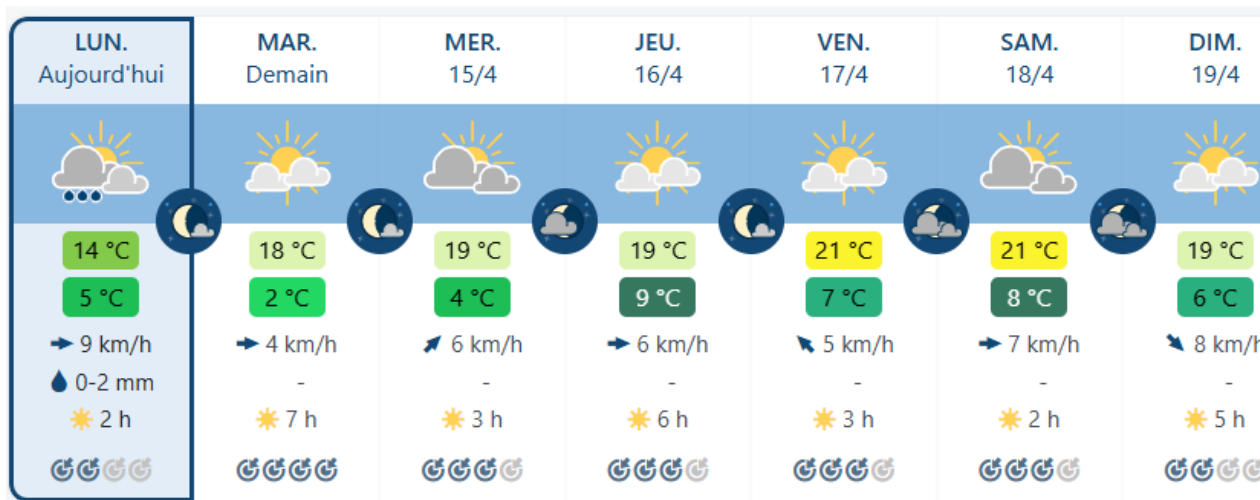 LUN. MAR. MER. JEU. VEN. SAM. DIM.
Aujourd'hui Demain 15/4 16/4 17/4 18/4 19/4
14 °C 18 °C 19 °C 19 °C 21 °C 21 °C 19 °C
5 °C 2 °C 4 °C 9 °C 7 °C 8 °C 6 °C
9 km/h 4 km/h 6 km/h 6 km/h 5 km/h 7 km/h 8 km/h
0-2 mm - - - - - -
2 h 7 h 3 h 6 h 3 h 2 h 5 h